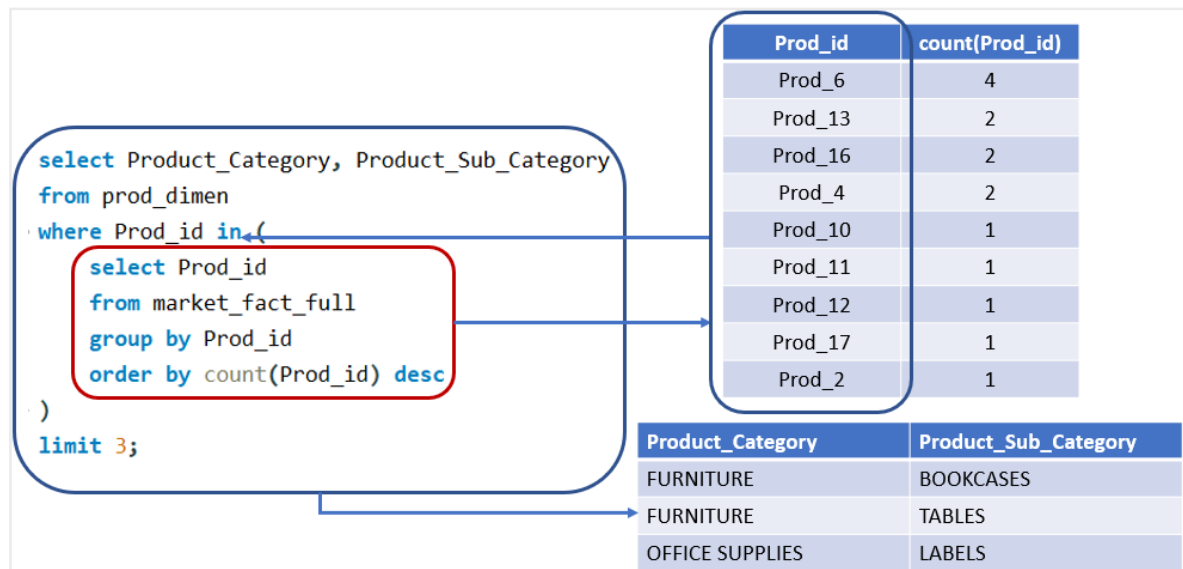 select Product_Category, Product_Sub_Category
from prod_dimen
where Prod_id in (
select Prod_id
from market_fact_full
group by Prod_id
order by count(Prod_id) desc
)
limit 3;
Prod_id count(Prod_id)
Prod_6 4
Prod_13 2
Prod_16 2
Prod_4 2
Prod_10 1
Prod_11 1
Prod_12 1
Prod_17 1
Prod_2 1
Product_Category Product_Sub_Category
FURNITURE BOOKCASES
FURNITURE TABLES
OFFICE SUPPLIES LABELS